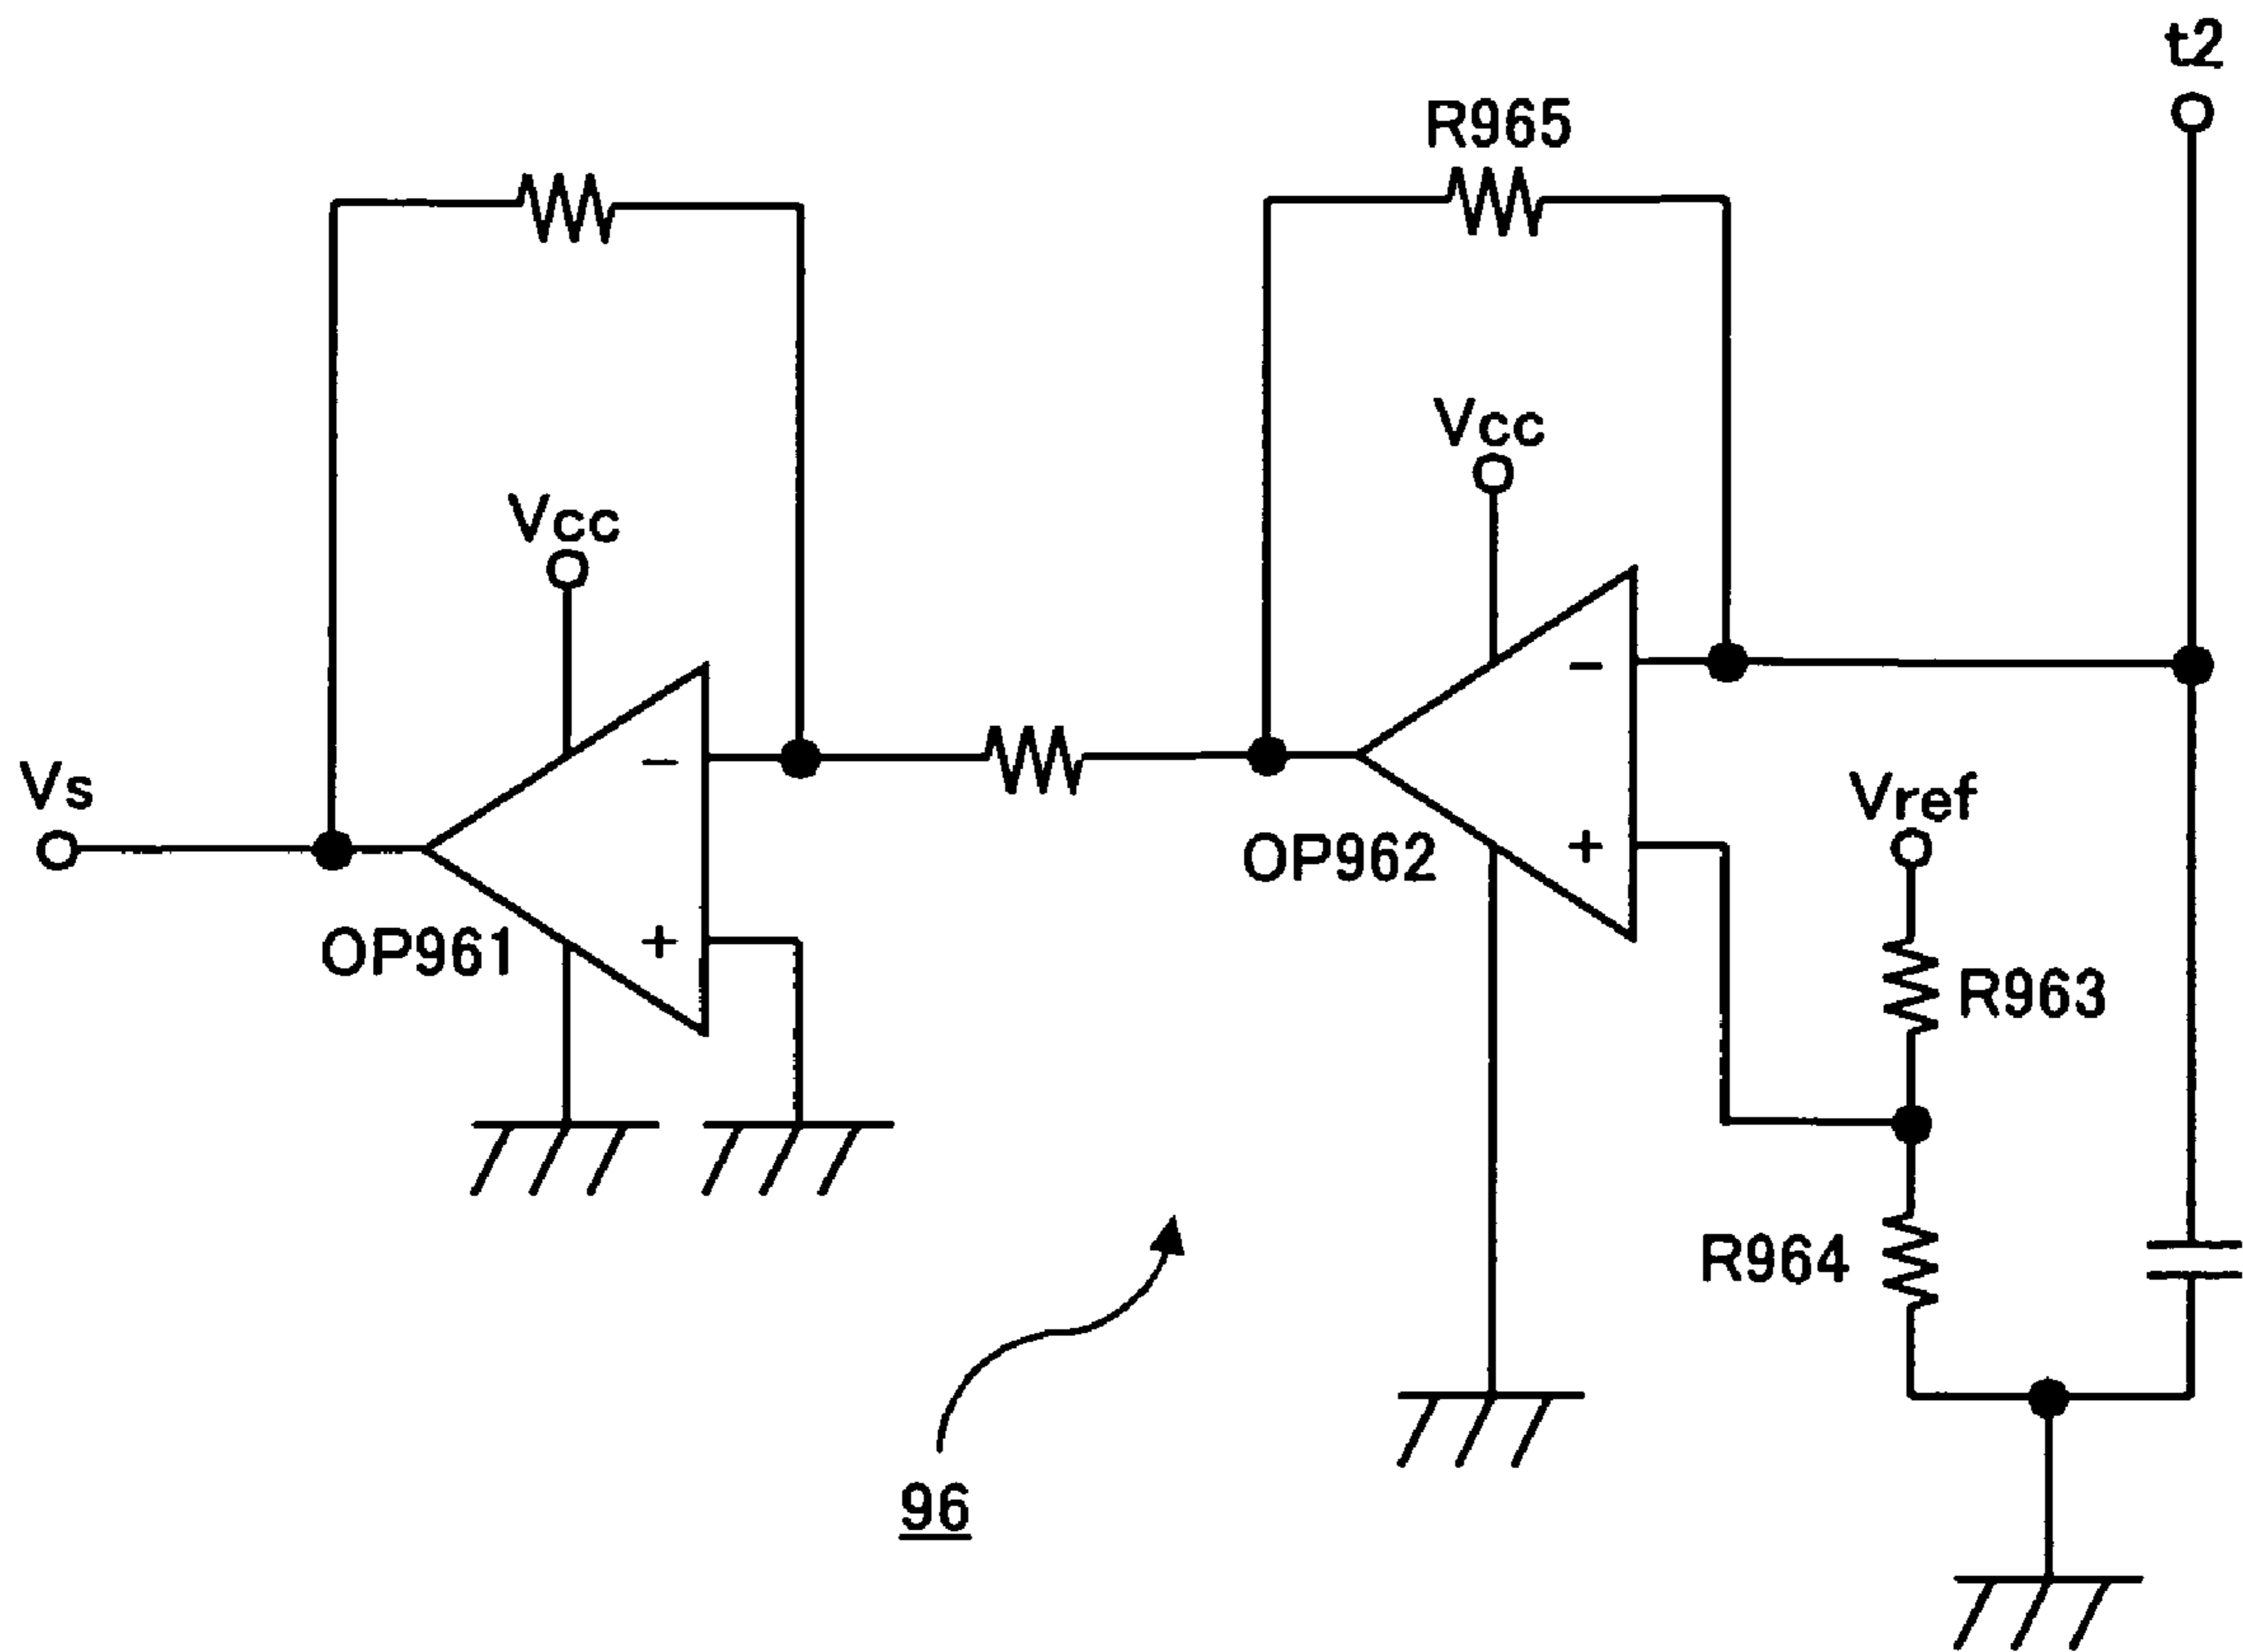 t2
R965
Vcc
Vcc
−
Vs
−
Vref
+
OP962
+
OP961
R963
R964
96